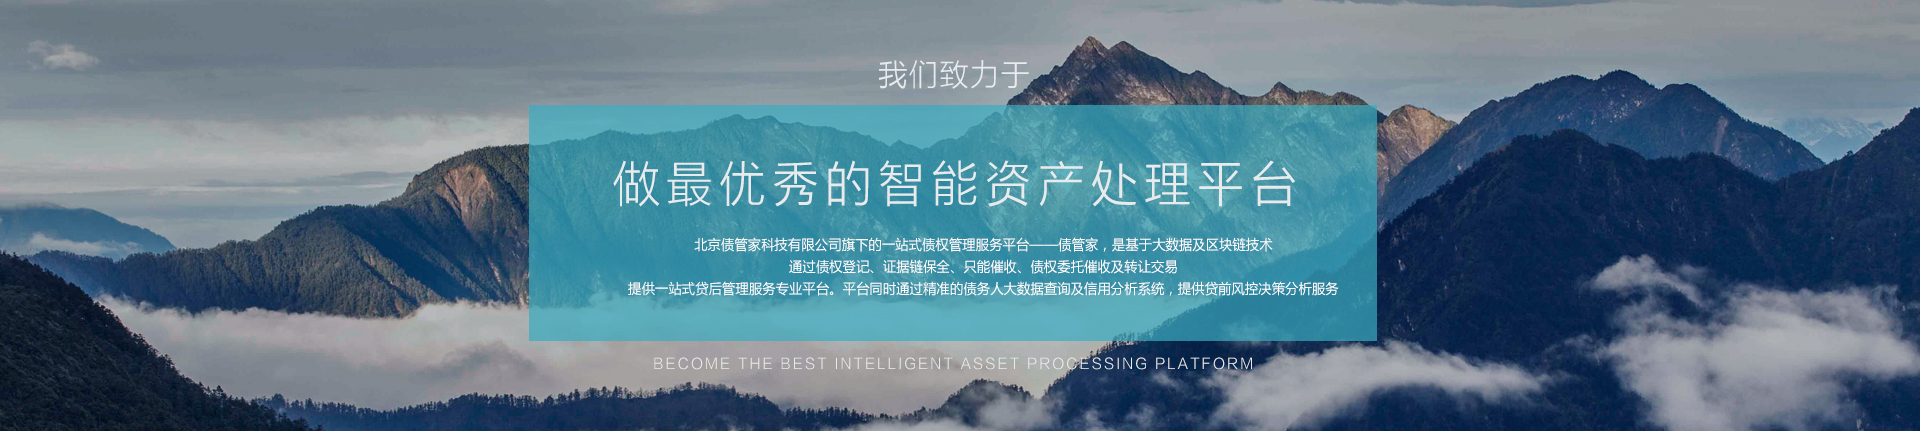 我们致力于
做最优秀的智能资产处理平台
北京债管家科技有限公司旗下的一站式债权管理服务平台——债管家，是基于大数据及区块链技术
通过债权登记、证据链保全、只能催收、债权委托催收及转让交易
提供一站式贷后管理服务专业平台。平台同时通过精准的债务人大数据查询及信用分析系统，提供贷前风控决策分析服务
BECOME THE BEST INTELLIGENT ASSET PROCESSING PLATFORM